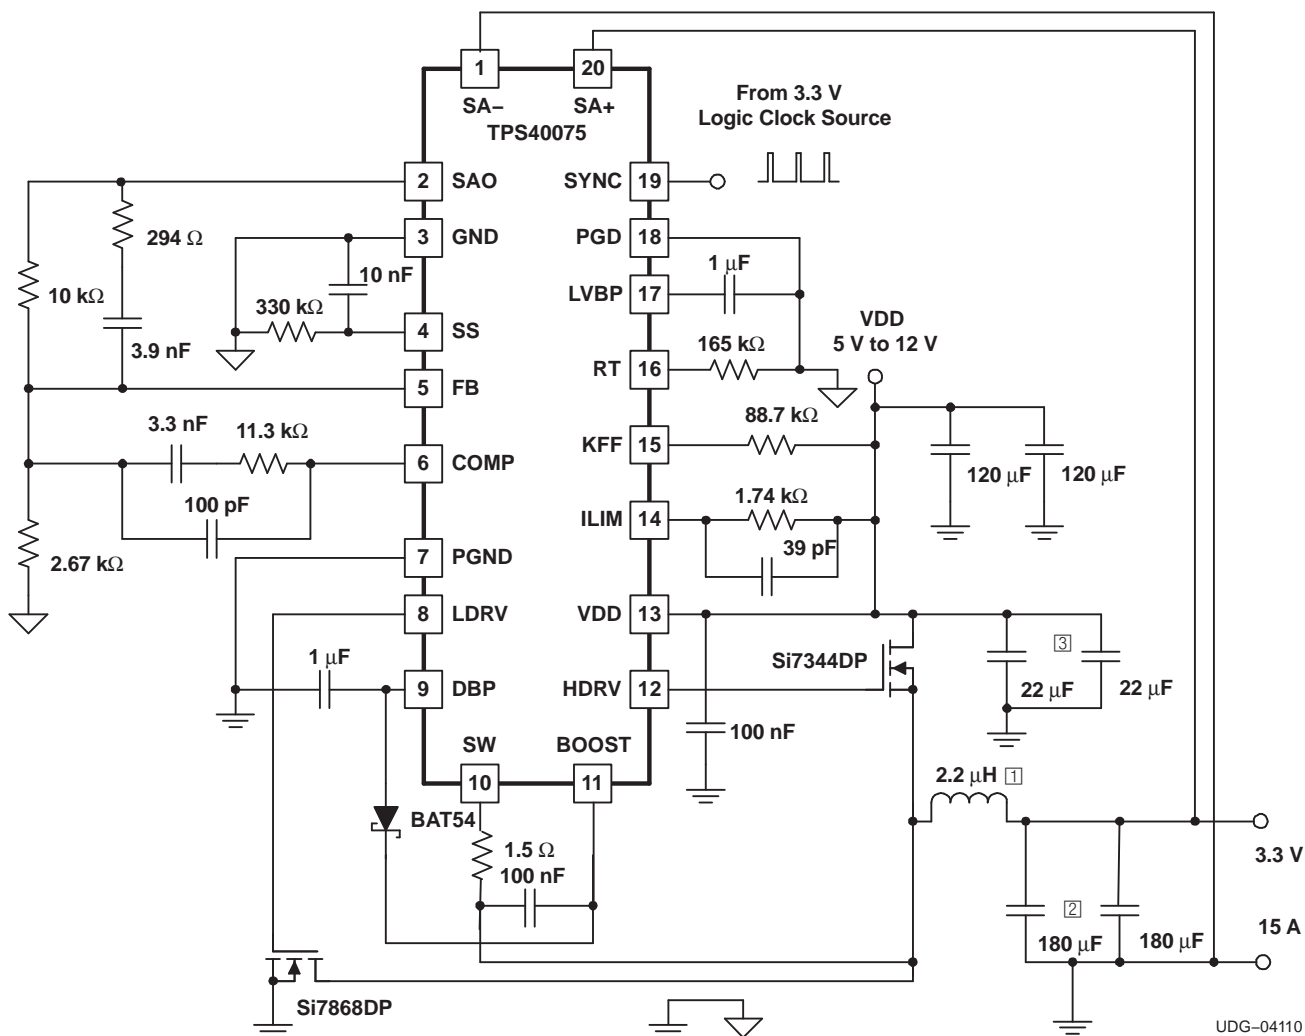 1
20
SA–
SA+
TPS40075
From 3.3 V
Logic Clock Source
2
SAO
SYNC
19
294 Ω
3
GND
PGD
18
10 nF
1 µF
10 kΩ
330 kΩ
LVBP
17
4
SS
VDD
5 V to 12 V
3.9 nF
165 kΩ
RT
16
5
FB
88.7 kΩ
3.3 nF
11.3 kΩ
KFF
15
6
COMP
120 µF
120 µF
100 pF
1.74 kΩ
ILIM
14
39 pF
2.67 kΩ
7
PGND
8
LDRV
VDD
13
1 µF
Si7344DP
3
22 µF
22 µF
9
DBP
HDRV
12
100 nF
SW
BOOST
10
11
2.2 µH 1
BAT54
1.5 Ω
100 nF
3.3 V
2
180 µF
180 µF
15 A
Si7868DP
UDG–04110